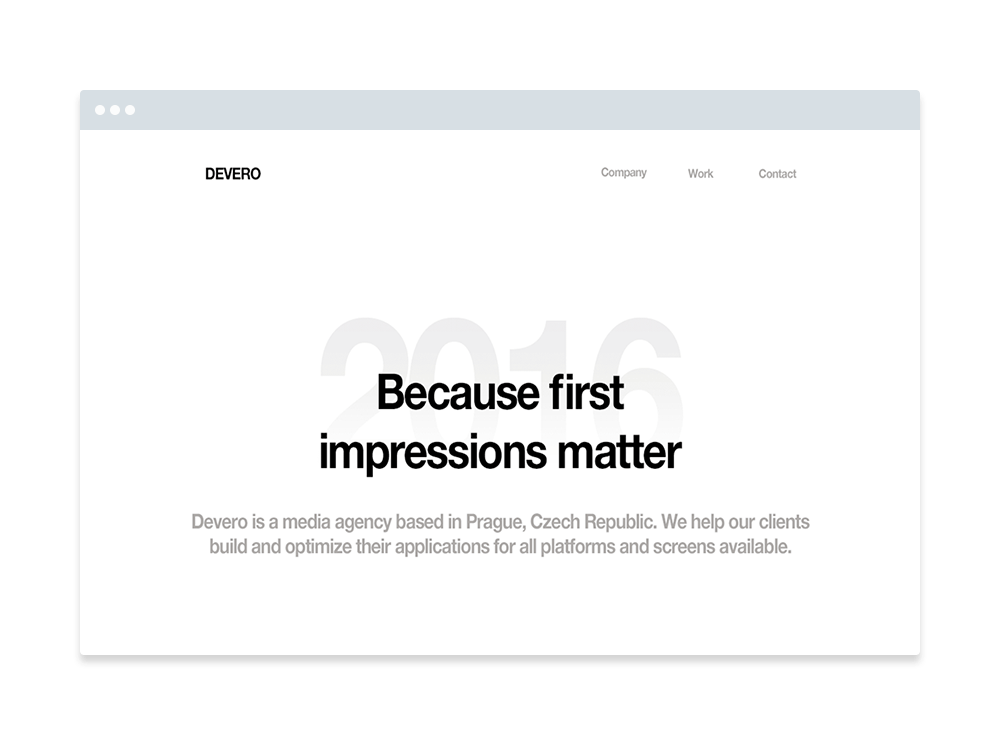 DEVERO
Company Work Contact
2016
Because first
impressions matter
Devero is a media agency based in Prague, Czech Republic. We help our clients
build and optimize their applications for all platforms and screens available.